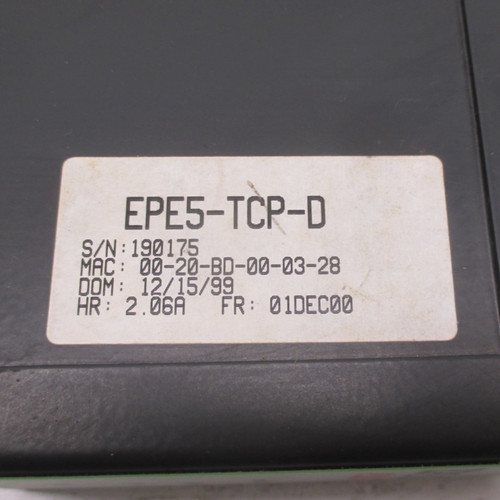 EPE5-TCP-D
S/N:190175
MAC: 00-20-BD-00-03-28
DOM: 12/15/99
HR: 2.06A FR: 01DEC00